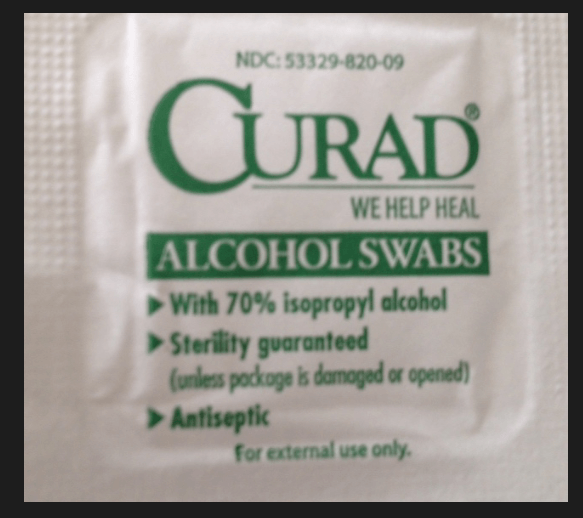 NDC: 53329-820-09
CURAD®
WE HELP HEAL
ALCOHOL SWABS
With 70% isopropyl alcohol
Sterility guaranteed
(unless package is damaged or opened)
Antiseptic
For external use only.